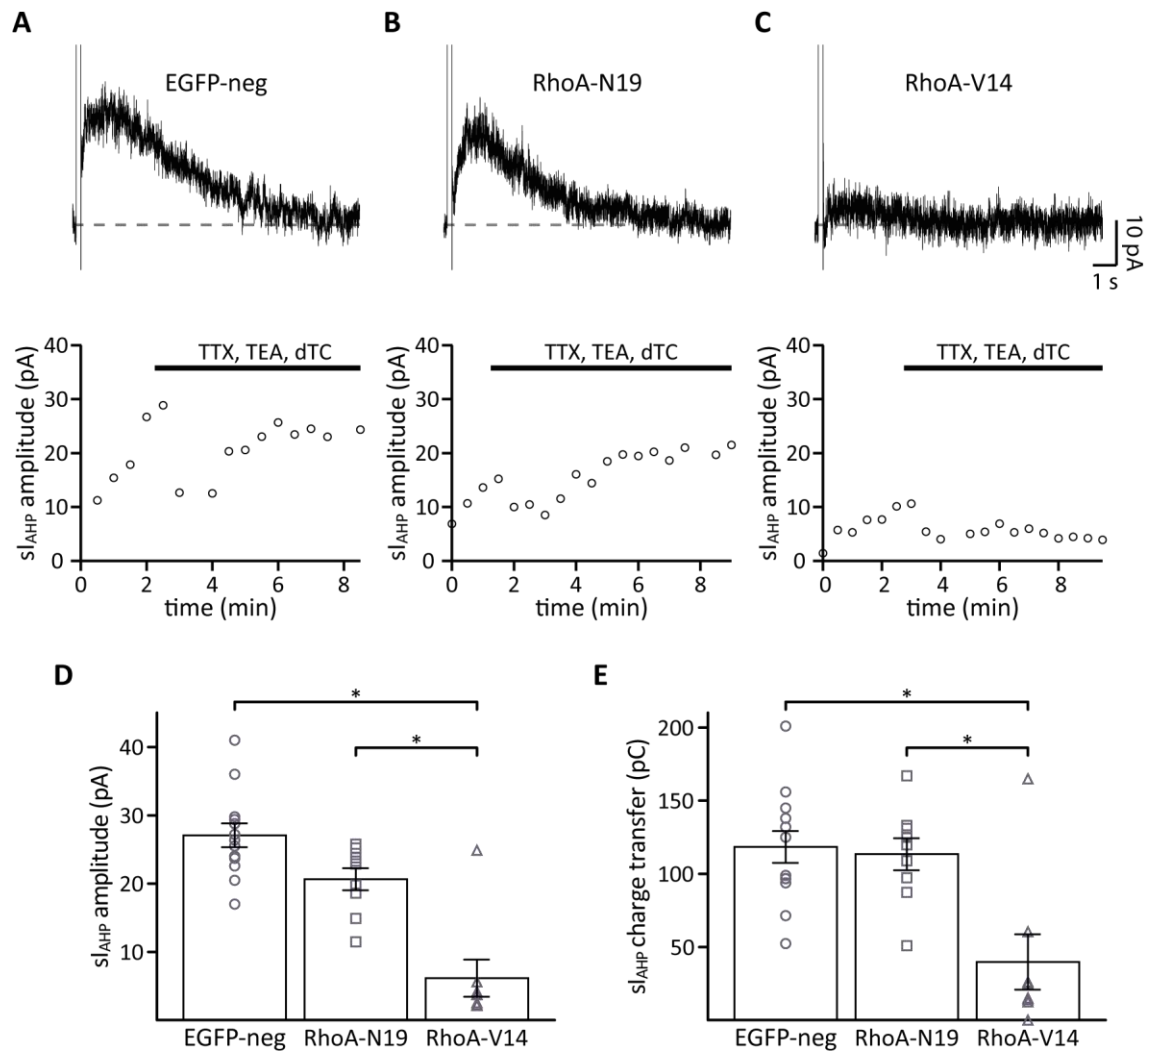 A B C
EGFP-neg RhoA-N19 RhoA-V14
10 pA
1 s
40 TTX, TEA, dTC 40 TTX, TEA, dTC 40 TTX, TEA, dTC
30 30 30
20 20 20
10 10 10
0 0 0
sIAHP amplitude (pA) sIAHP amplitude (pA) sIAHP amplitude (pA)
0 2 4 6 8 0 2 4 6 8 0 2 4 6 8
time (min) time (min) time (min)
D E
* *
* *
sIAHP amplitude (pA) sIAHP charge transfer (pC)
40 200
30 150
20 100
10 50
EGFP-neg RhoA-N19 RhoA-V14 EGFP-neg RhoA-N19 RhoA-V14